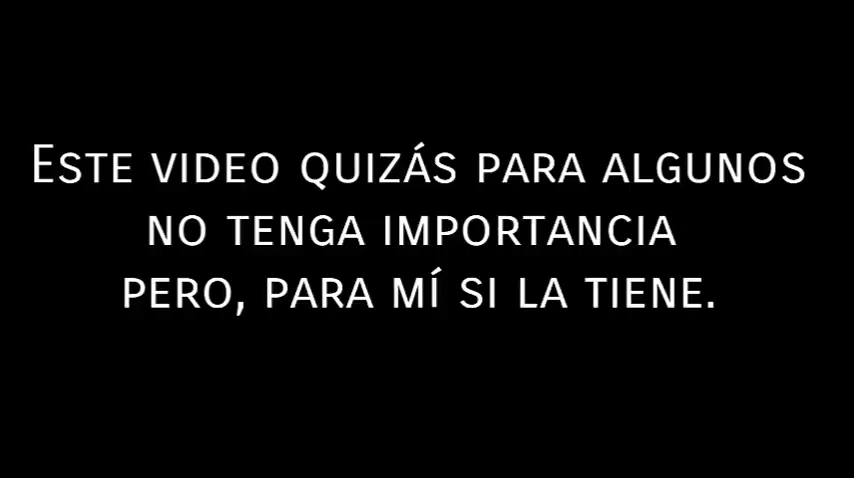 Este video quizás para algunos
no tenga importancia
pero, para mí si la tiene.